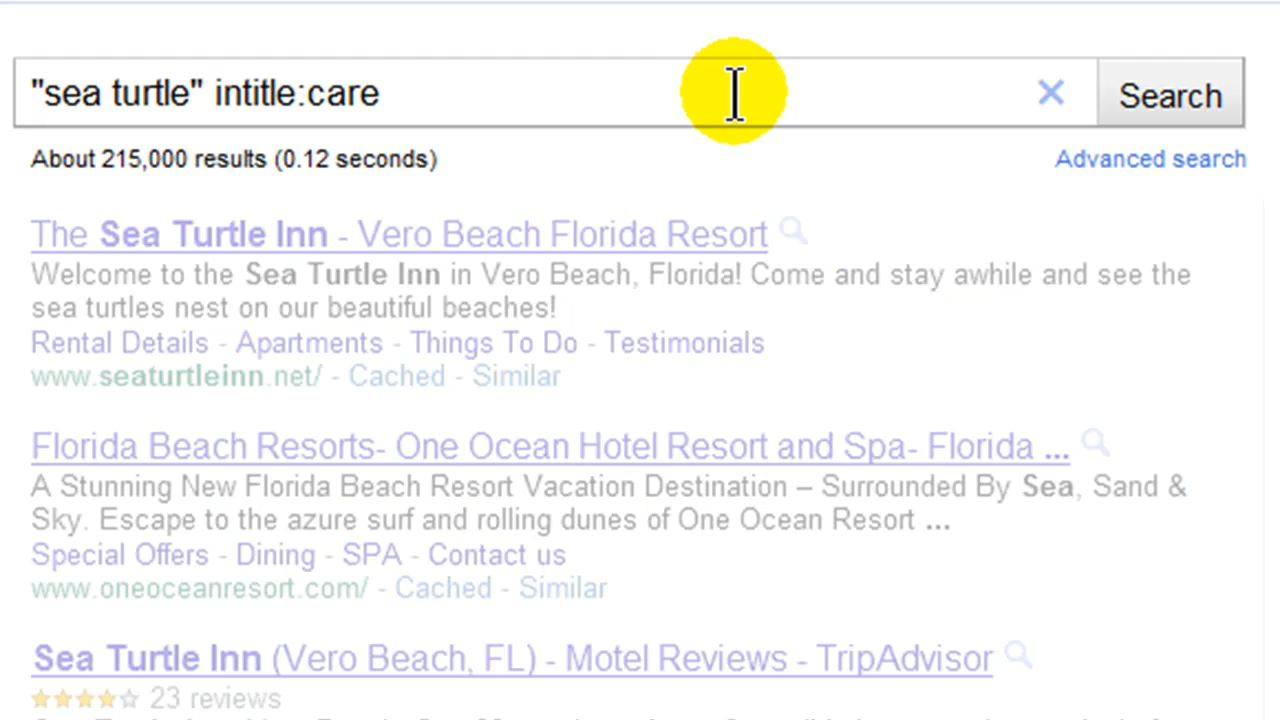 "sea turtle" intitle:care
Search
About 215,000 results (0.12 seconds)
Advanced search
The Sea Turtle Inn - Vero Beach Florida Resort
Welcome to the Sea Turtle Inn in Vero Beach, Florida! Come and stay awhile and see the
sea turtles nest on our beautiful beaches!
Rental Details - Apartments - Things To Do - Testimonials
www.seaturtleinn.net/ - Cached - Similar
Florida Beach Resorts- One Ocean Hotel Resort and Spa- Florida ...
A Stunning New Florida Beach Resort Vacation Destination – Surrounded By Sea, Sand &
Sky. Escape to the azure surf and rolling dunes of One Ocean Resort ...
Special Offers - Dining - SPA - Contact us
www.oneoceanresort.com/ - Cached - Similar
Sea Turtle Inn (Vero Beach, FL) - Motel Reviews - TripAdvisor
23 reviews